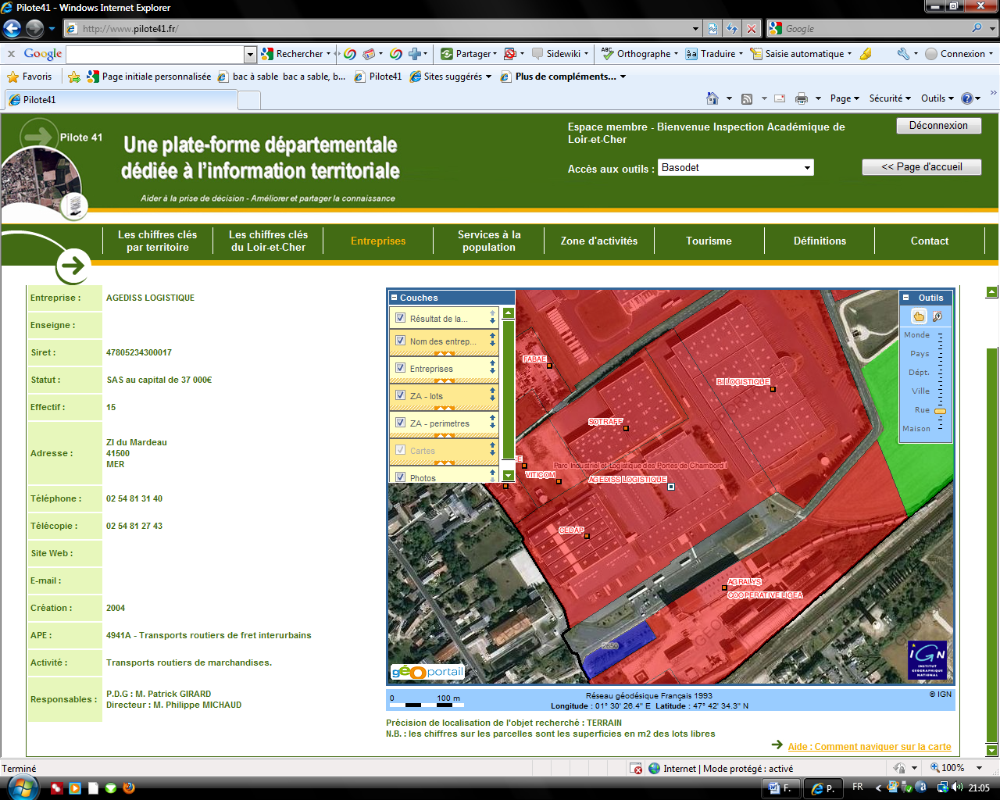 Pilote41 - Windows Internet Explorer
http://www.pilote41.fr/
Google
x Google Rechercher Partager Sidewiki Orthographe Traduire Saisie automatique Connexion
Favoris Page initiale personnalisée bac à sable bac a sable, b... Pilote41 Sites suggérés Plus de compléments...
Pilote41 Page Sécurité Outils
Pilote 41
Une plate-forme départementale
dédiée à l'information territoriale
Aider à la prise de décision - Améliorer et partager la connaissance
Espace membre - Bienvenue Inspection Académique de
Loir-et-Cher
Déconnexion
Accès aux outils : Basodet
<< Page d'accueil
Les chiffres clés
par territoire
Les chiffres clés
du Loir-et-Cher
Entreprises
Services à la
population
Zone d'activités
Tourisme
Définitions
Contact
Entreprise : AGEDISS LOGISTIQUE
Enseigne :
Siret : 47805234300017
Statut : SAS au capital de 37 000€
Effectif : 15
Adresse : ZI du Mardeau
41500
MER
Téléphone : 02 54 81 31 40
Télécopie : 02 54 81 27 43
Site Web :
E-mail :
Création : 2004
APE : 4941A - Transports routiers de fret interurbains
Activité : Transports routiers de marchandises.
Responsables : P.D.G : M. Patrick GIRARD
Directeur : M. Philippe MICHAUD
Couches
Résultat de la...
Nom des entrep...
Entreprises
ZA - lots
ZA - perimetres
Cartes
Photos
Outils
Monde
Pays
Dépt.
Ville
Rue
Maison
FABAE
BI LOGISTIQUE
SOTRAFF
Parc Industriel et Logistique des Portes de Chambord I
VITICOM
AGEDISS LOGISTIQUE
CEDAP
AGRALYS
COOPERATIVE LIGEA
2650
géoportail
IGN
INSTITUT
GEOGRAPHIQUE
NATIONAL
0 100 m
Réseau géodésique Français 1993
© IGN
Longitude : 01° 30' 26.4" E Latitude : 47° 42' 34.3" N
Précision de localisation de l'objet recherché : TERRAIN
N.B. : les chiffres sur les parcelles sont les superficies en m2 des lots libres
Aide : Comment naviguer sur la carte
Terminé
Internet | Mode protégé : activé
100%
F.
P.
FR
21:05